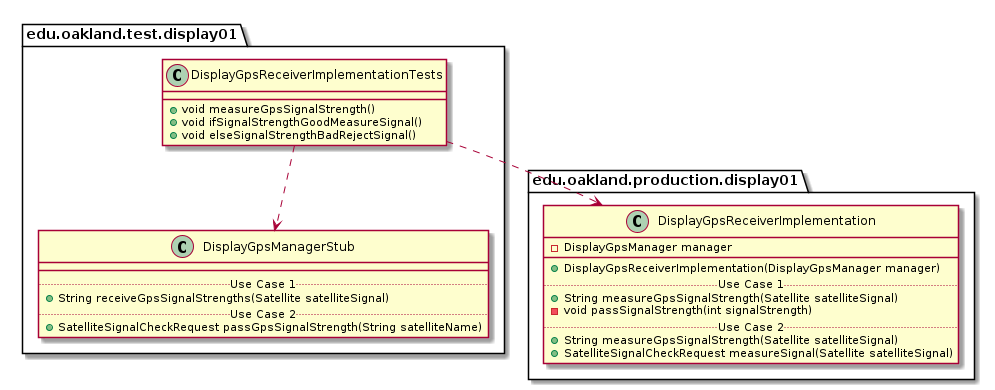 edu.oakland.test.display01
C DisplayGpsReceiverImplementationTests
void measureGpsSignalStrength()
void ifSignalStrengthGoodMeasureSignal()
void elseSignalStrengthBadRejectSignal()
C DisplayGpsManagerStub
Use Case 1
String receiveGpsSignalStrengths(Satellite satelliteSignal)
Use Case 2
SatelliteSignalCheckRequest passGpsSignalStrength(String satelliteName)
edu.oakland.production.display01
C DisplayGpsReceiverImplementation
DisplayGpsManager manager
DisplayGpsReceiverImplementation(DisplayGpsManager manager)
Use Case 1
String measureGpsSignalStrength(Satellite satelliteSignal)
void passSignalStrength(int signalStrength)
Use Case 2
String measureGpsSignalStrength(Satellite satelliteSignal)
SatelliteSignalCheckRequest measureSignal(Satellite satelliteSignal)